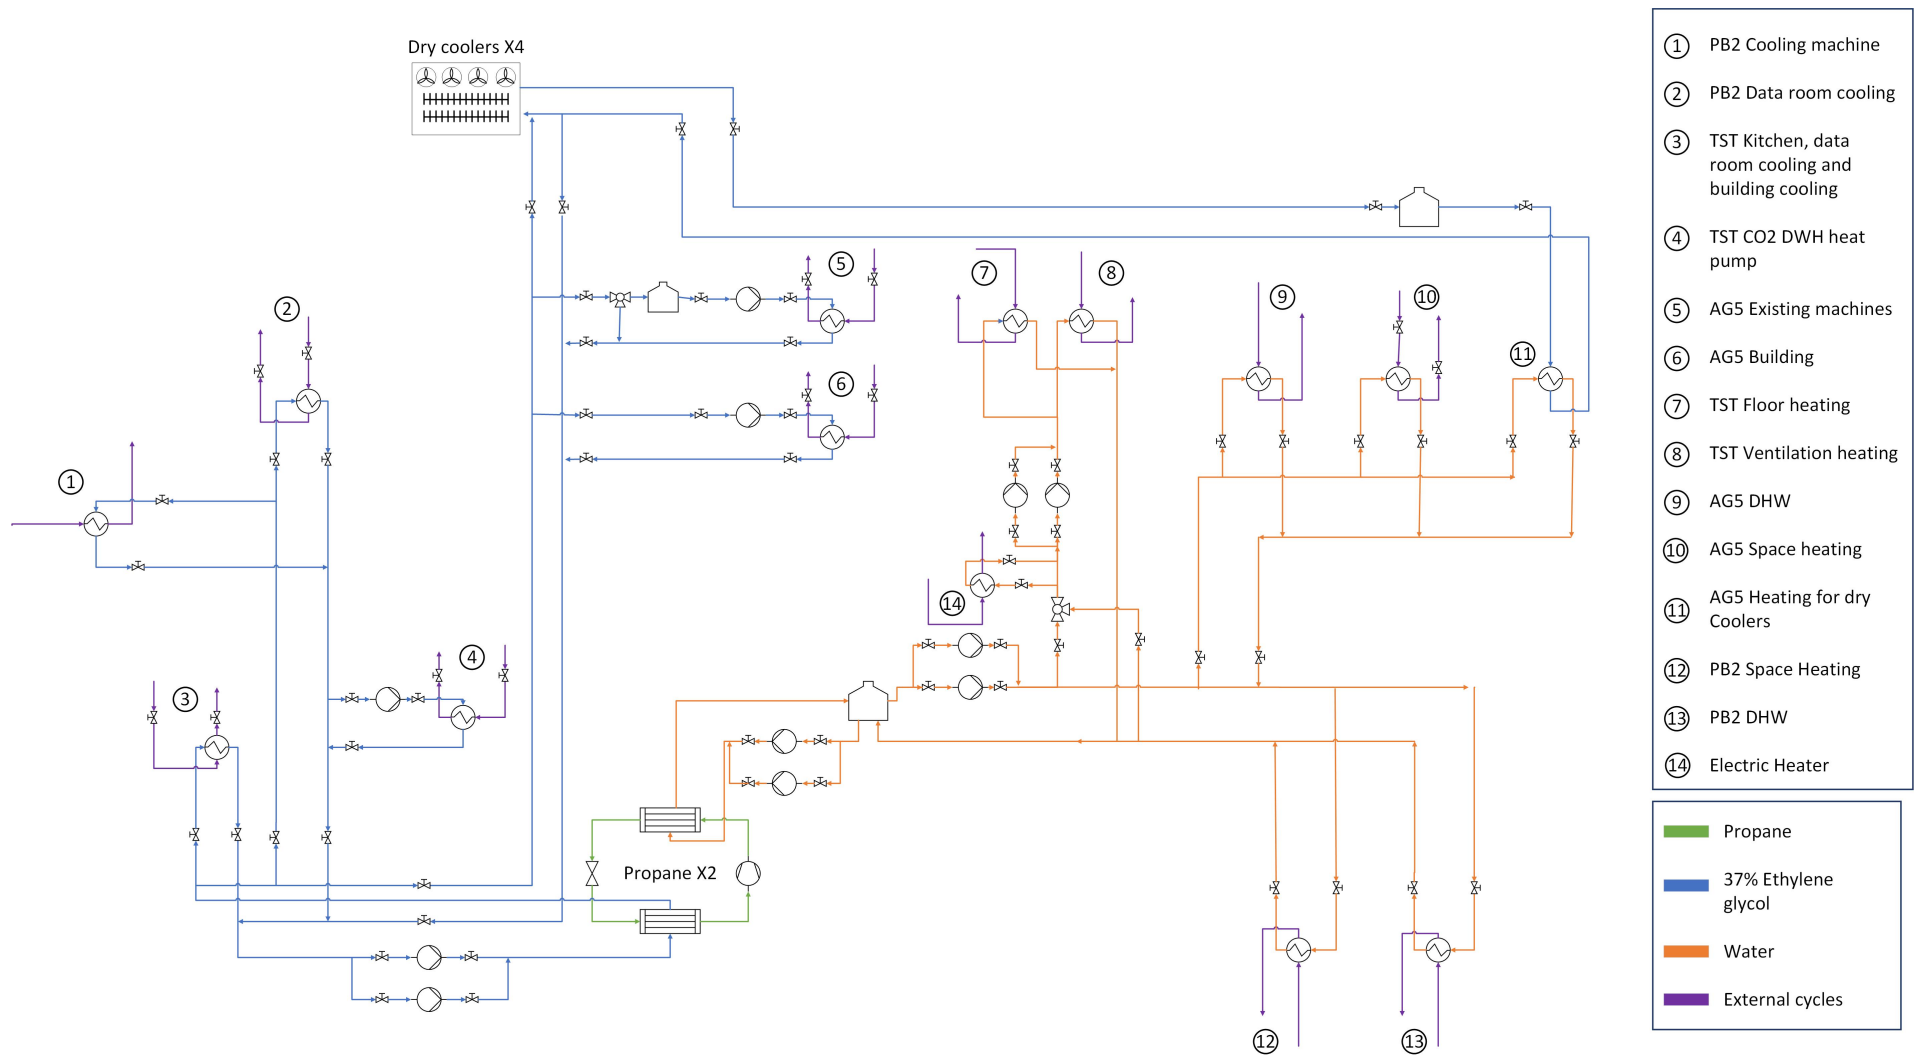 Dry coolers X4
1
2
3
4
5
6
7
8
9
10
11
14
Propane X2
12
13
1 PB2 Cooling machine
2 PB2 Data room cooling
3 TST Kitchen, data
room cooling and
building cooling
4 TST CO2 DWH heat
pump
5 AG5 Existing machines
6 AG5 Building
7 TST Floor heating
8 TST Ventilation heating
9 AG5 DHW
10 AG5 Space heating
11 AG5 Heating for dry
Coolers
12 PB2 Space Heating
13 PB2 DHW
14 Electric Heater
Propane
37% Ethylene
glycol
Water
External cycles